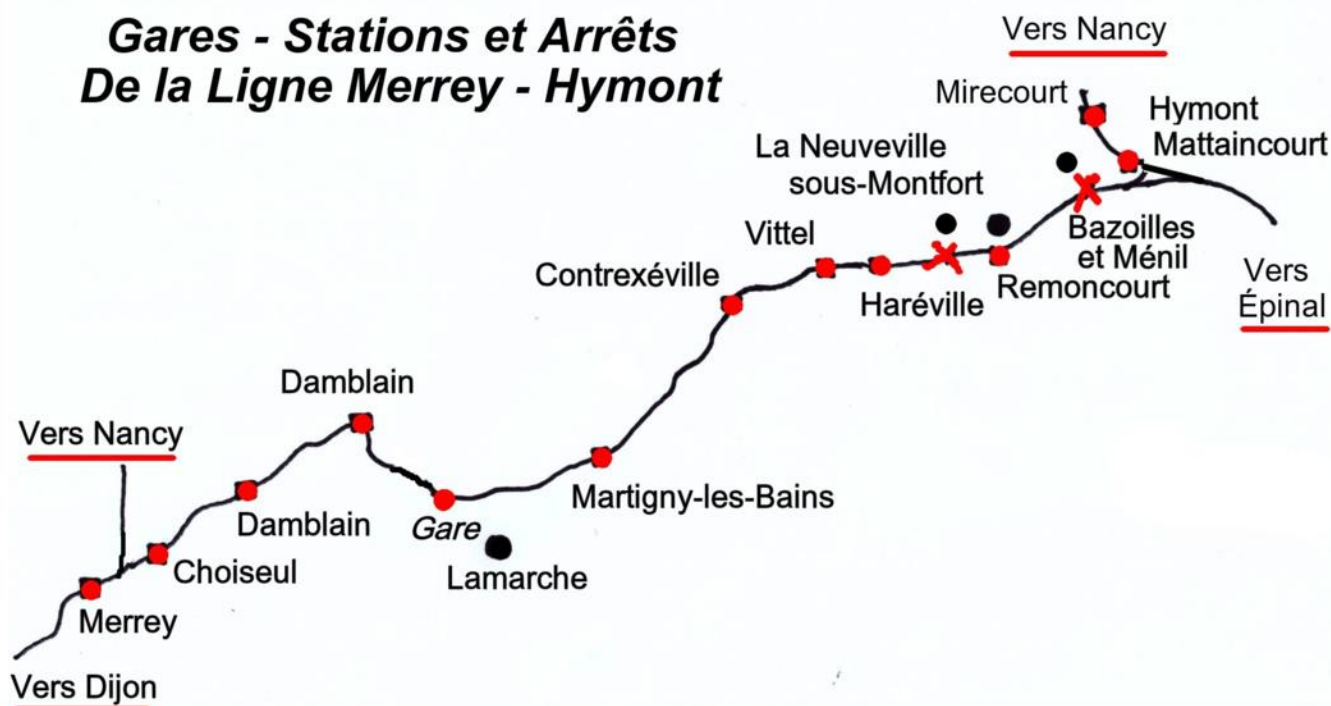 Gares - Stations et Arrêts
De la Ligne Merrey - Hymont
Vers Nancy
Mirecourt
Hymont
Mattaincourt
La Neuveville
sous-Montfort
Vittel
Bazoilles
et Ménil
Contrexéville
Haréville
Remoncourt
Vers
Épinal
Damblain
Vers Nancy
Martigny-les-Bains
Damblain
Gare
Choiseul
Lamarche
Merrey
Vers Dijon